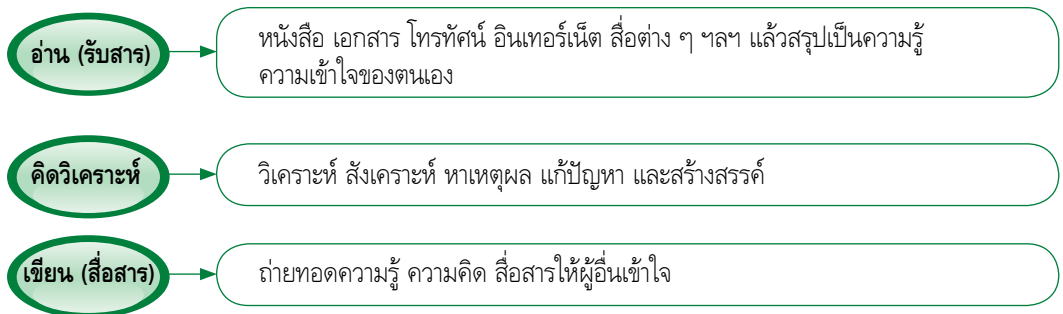 อ่าน (รับสาร)
หนังสือ เอกสาร โทรทัศน์ อินเทอร์เน็ต สื่อต่าง ๆ ฯลฯ แล้วสรุปเป็นความรู้
ความเข้าใจของตนเอง
คิดวิเคราะห์
วิเคราะห์ สังเคราะห์ หาเหตุผล แก้ปัญหา และสร้างสรรค์
เขียน (สื่อสาร)
ถ่ายทอดความรู้ ความคิด สื่อสารให้ผู้อื่นเข้าใจ